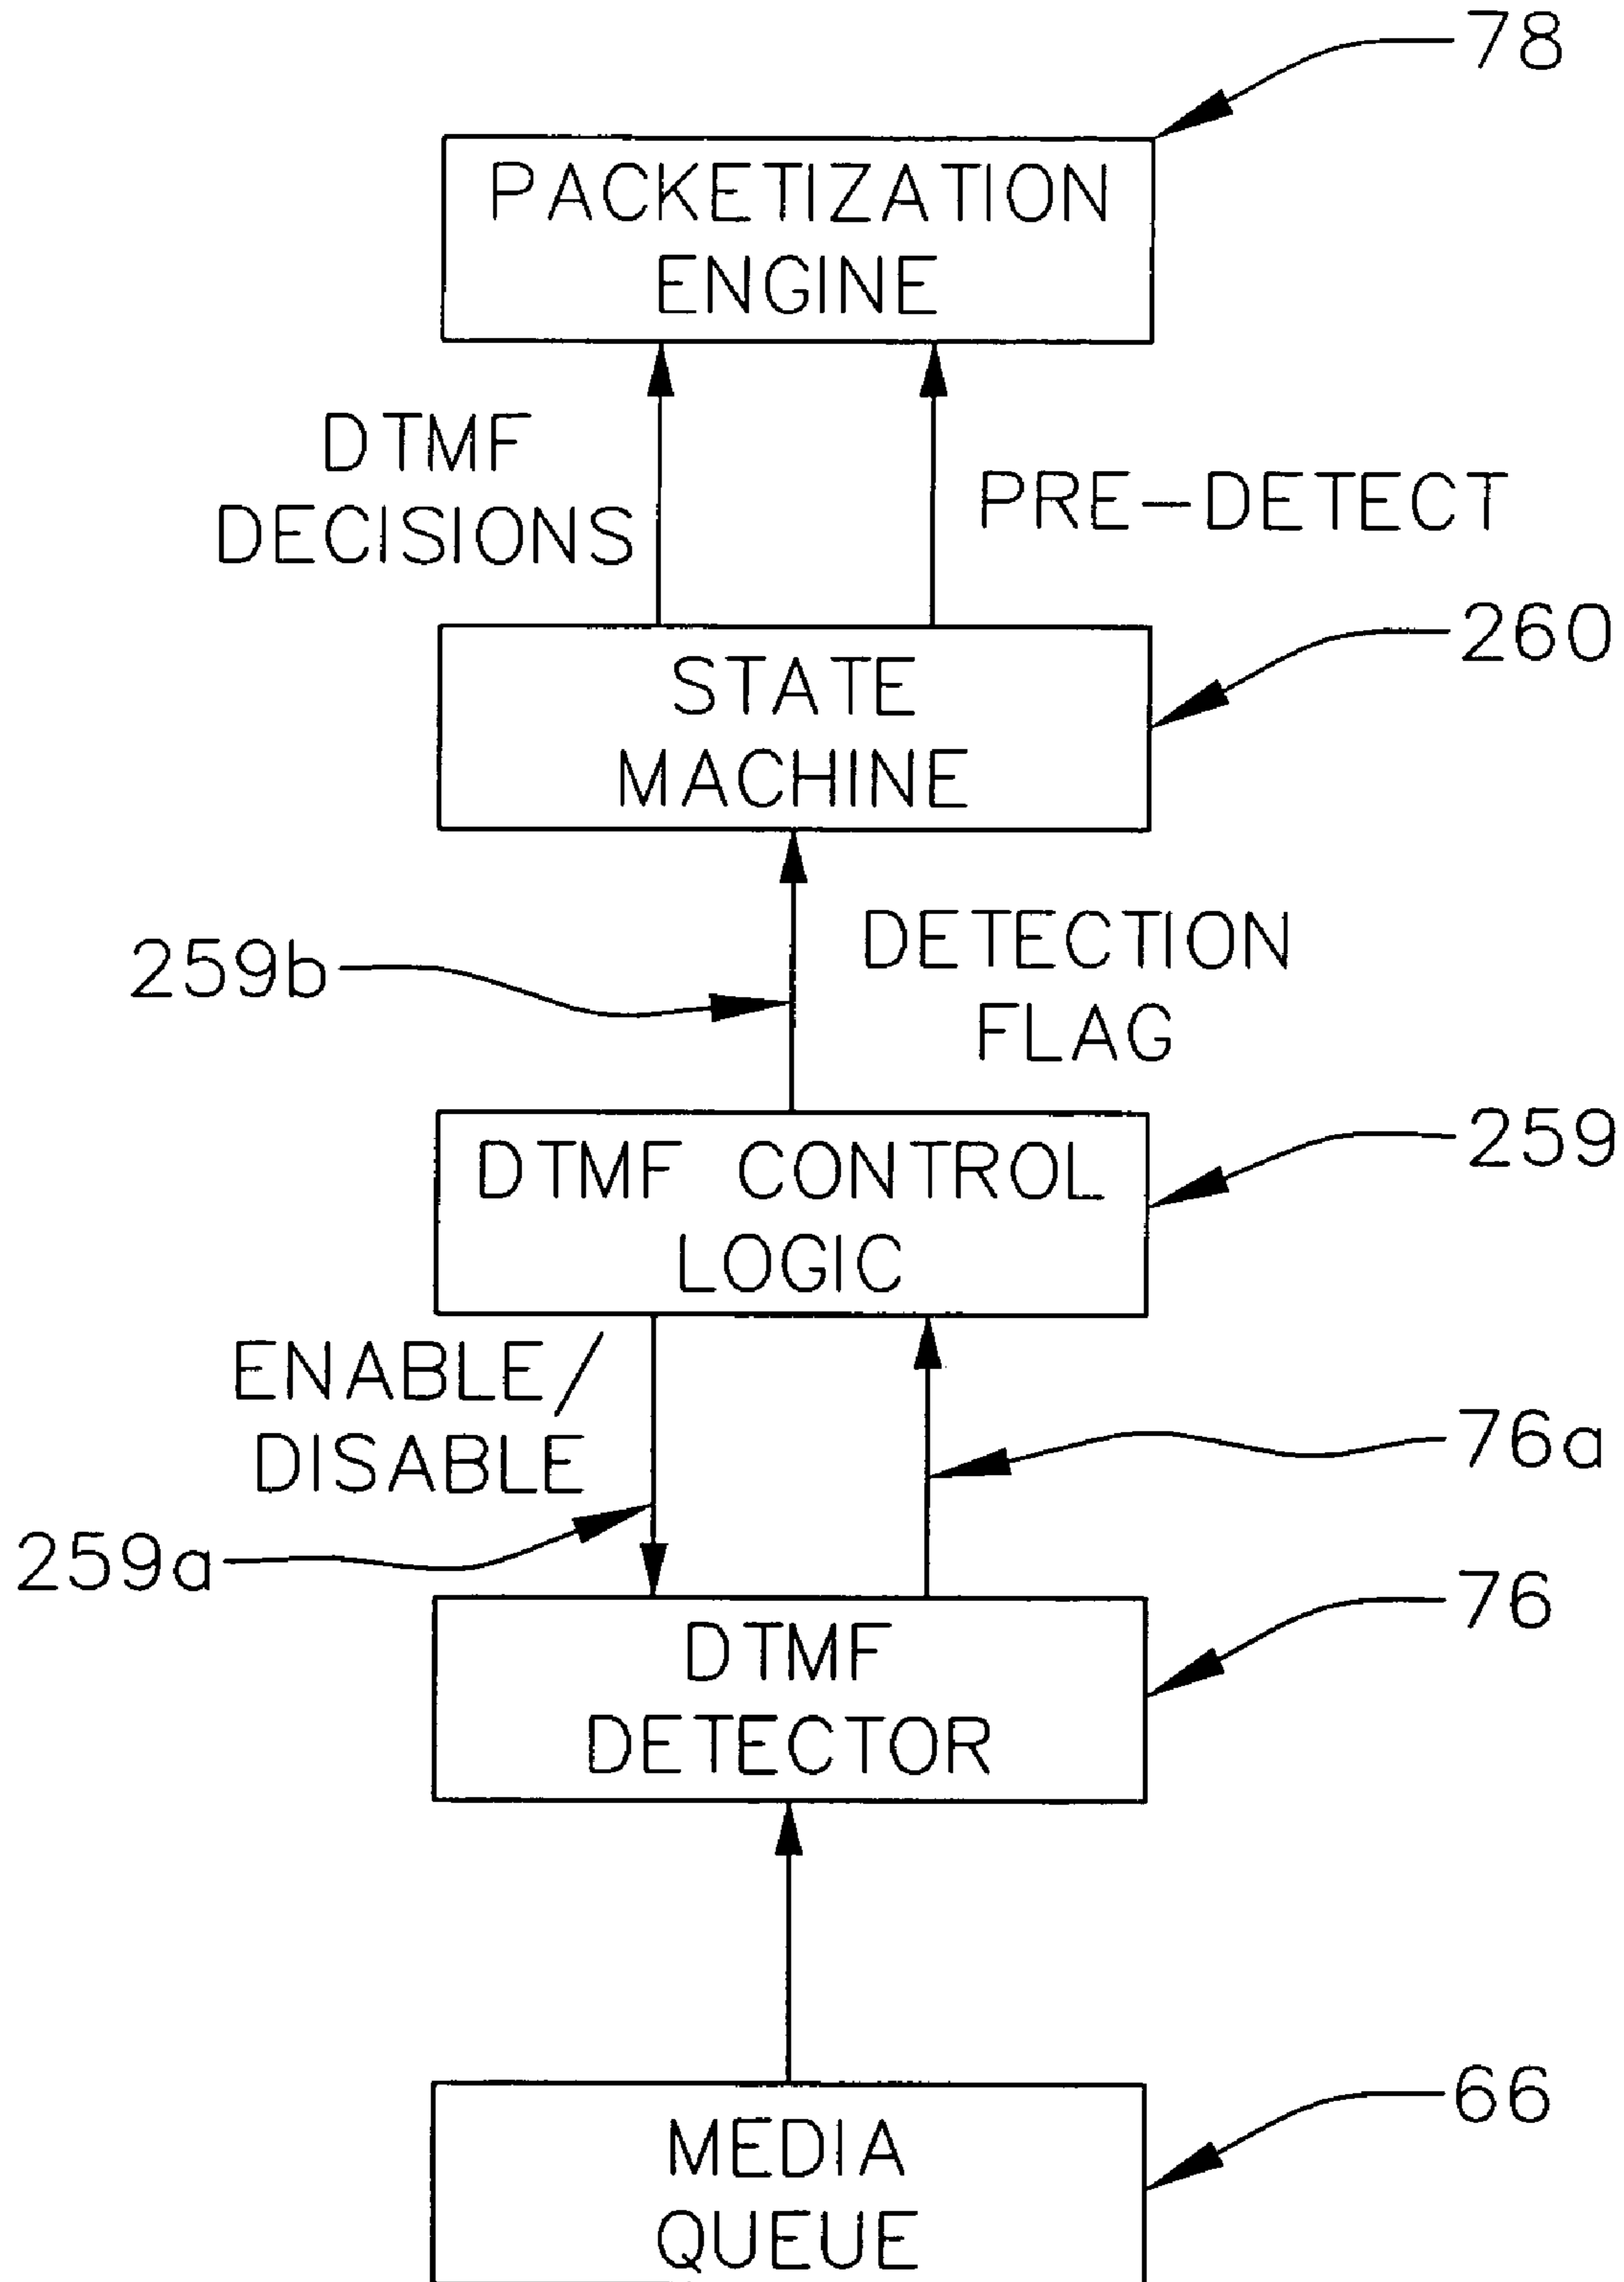 78
PACKETIZATION
ENGINE
DTMF
DECISIONS
PRE-DETECT
260
STATE
MACHINE
259b
DETECTION
FLAG
259
DTMF CONTROL
LOGIC
ENABLE/
DISABLE
76a
259a
76
DTMF
DETECTOR
66
MEDIA
QUEUE